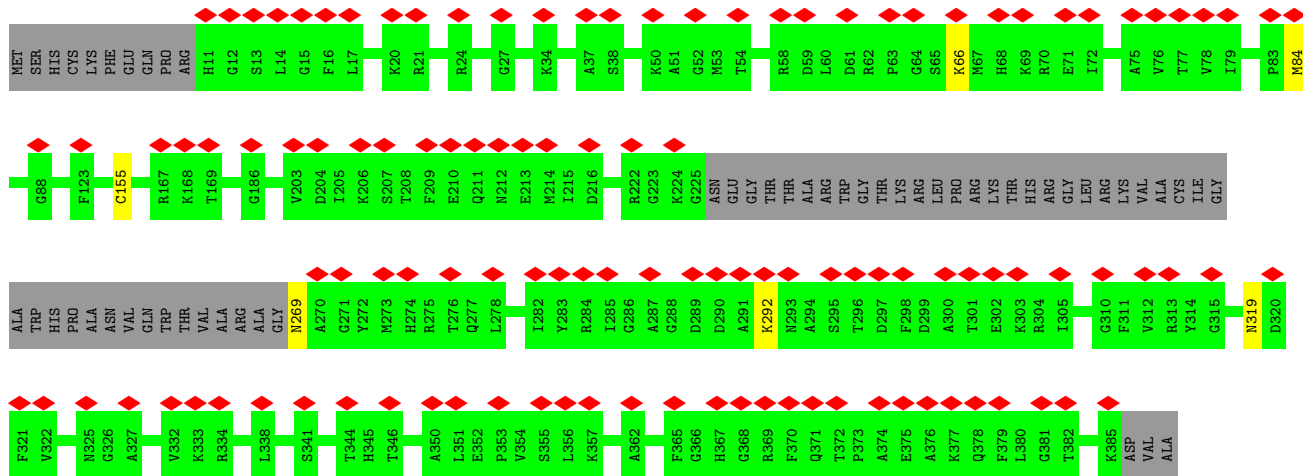 MET SER HIS CYS LYS PHE GLU GLN PRO ARG H11 G12 S13 L14 G15 F16 L17 K20 R21 R24 G27 K34 A37 S38 K50 A51 G52 M53 T54 R58 D59 L60 D61 R62 P63 G64 S65 K66 M67 H68 K69 R70 E71 I72 A75 V76 T77 V78 I79 P83 M84
G88 F123 C155 R167 K168 T169 G186 V203 D204 I205 K206 S207 T208 F209 E210 Q211 N212 E213 M214 I215 D216 R222 G223 K224 G225 ASN GLU GLY THR THR ALA ARG TRP GLY THR LYS ARG LEU PRO ARG LYS THR HIS ARG GLY LEU ARG LYS VAL ALA CYS ILE GLY
ALA TRP HIS PRO ALA ASN VAL GLN TRP THR VAL ALA ARG ALA GLY N269 A270 G271 Y272 M273 H274 R275 T276 Q277 L278 I282 Y283 R284 I285 G286 A287 G288 D289 D290 A291 K292 N293 A294 S295 T296 D297 F298 D299 A300 T301 E302 K303 R304 I305 G310 F311 V312 R313 Y314 G315 N319 D320
F321 V322 N325 G326 A327 V332 K333 R334 L338 S341 T344 H345 T346 A350 L351 E352 P353 V354 S355 L356 K357 A362 F365 G366 H367 G368 R369 F370 Q371 T372 P373 A374 E375 A376 K377 Q378 F379 L380 G381 T382 K385 ASP VAL ALA